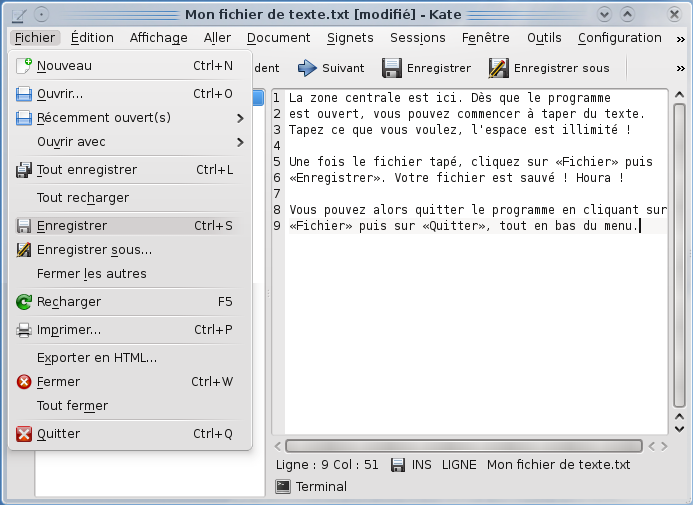 Mon fichier de texte.txt [modifié] - Kate
Fichier Édition Affichage Aller Document Signets Sessions Fenêtre Outils Configuration »
dent Suivant Enregistrer Enregistrer sous »
Nouveau Ctrl+N
Ouvrir... Ctrl+O
Récemment ouvert(s)
Ouvrir avec
Tout enregistrer Ctrl+L
Tout recharger
Enregistrer Ctrl+S
Enregistrer sous...
Fermer les autres
Recharger F5
Imprimer... Ctrl+P
Exporter en HTML...
Fermer Ctrl+W
Tout fermer
Quitter Ctrl+Q
1 La zone centrale est ici. Dès que le programme
2 est ouvert, vous pouvez commencer à taper du texte.
3 Tapez ce que vous voulez, l'espace est illimité !
4
5 Une fois le fichier tapé, cliquez sur «Fichier» puis
6 «Enregistrer». Votre fichier est sauvé ! Houra !
7
8 Vous pouvez alors quitter le programme en cliquant sur
9 «Fichier» puis sur «Quitter», tout en bas du menu.
Ligne : 9 Col : 51 INS LIGNE Mon fichier de texte.txt
Terminal